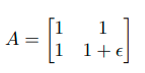 A = [ 1 1
1 1 + ϵ ]